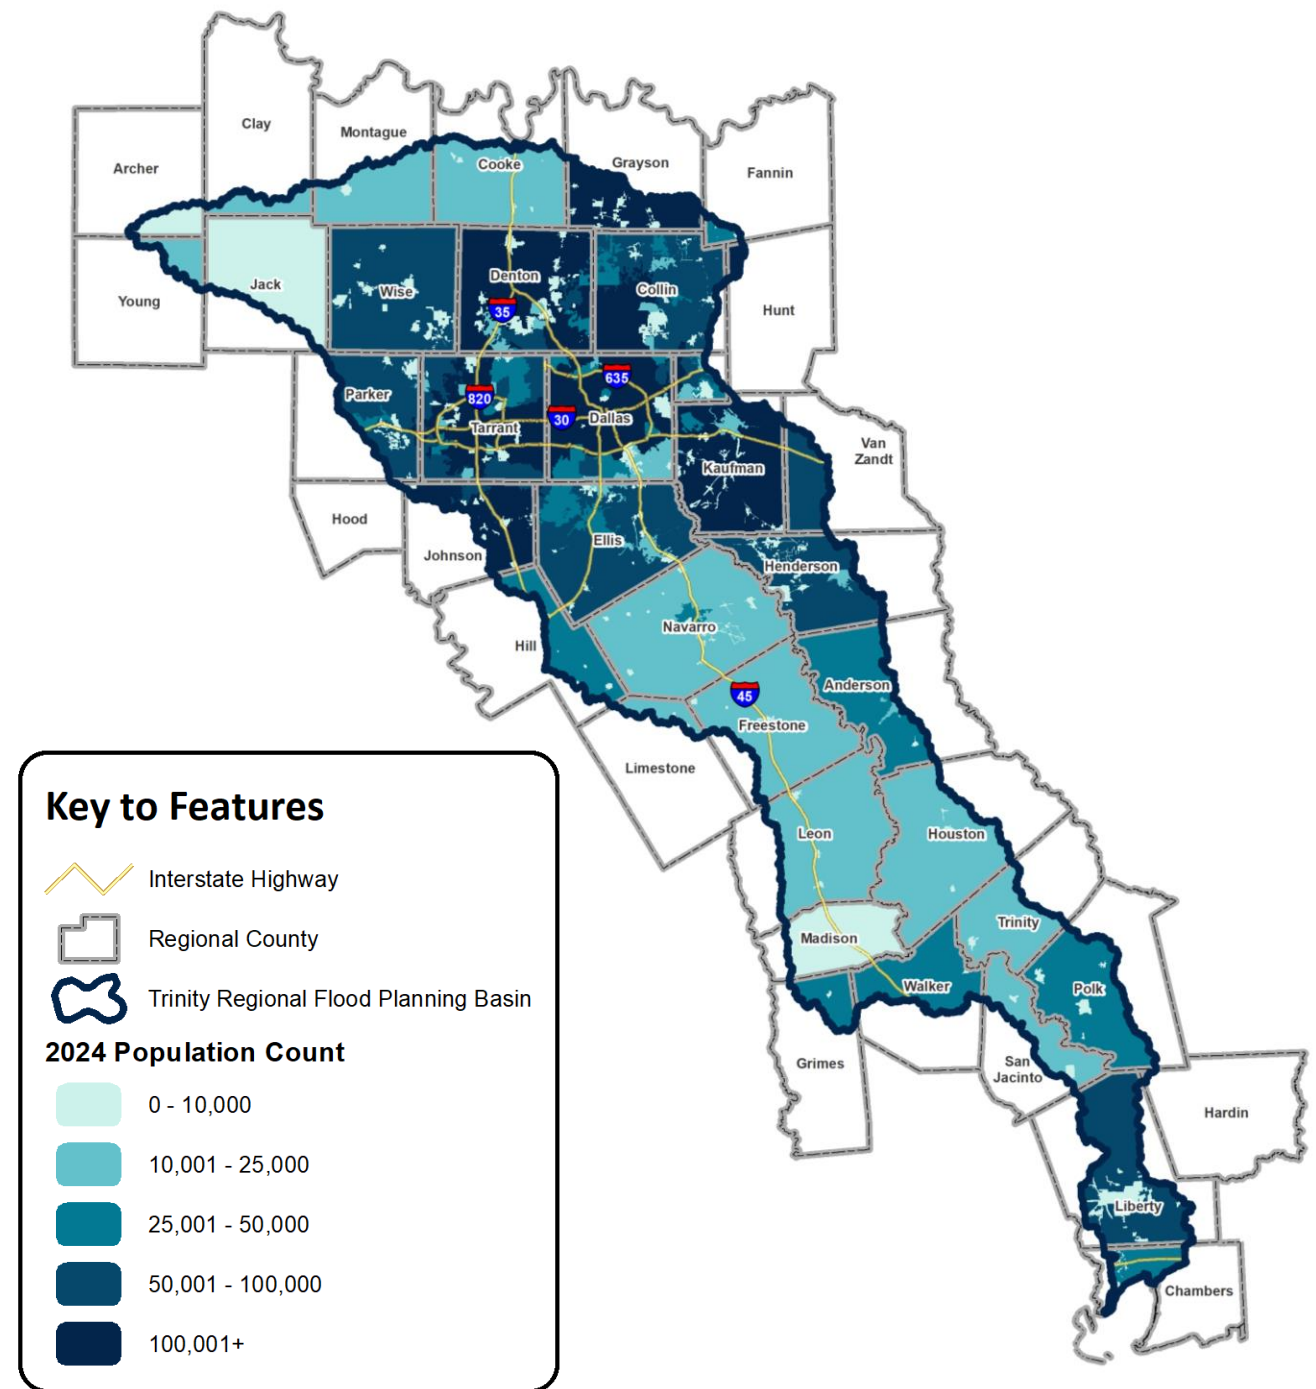 Clay
Montague
Archer
Cooke
Grayson
Fannin
Young
Jack
Wise
Denton
Collin
Hunt
35
Parker
820
Tarrant
30
Dallas
635
Kaufman
Van
Zandt
Hood
Johnson
Ellis
Henderson
Hill
Navarro
Anderson
45
Freestone
Limestone
Leon
Houston
Madison
Trinity
Walker
Polk
Grimes
San
Jacinto
Hardin
Liberty
Chambers
Key to Features
Interstate Highway
Regional County
Trinity Regional Flood Planning Basin
2024 Population Count
0 - 10,000
10,001 - 25,000
25,001 - 50,000
50,001 - 100,000
100,001+